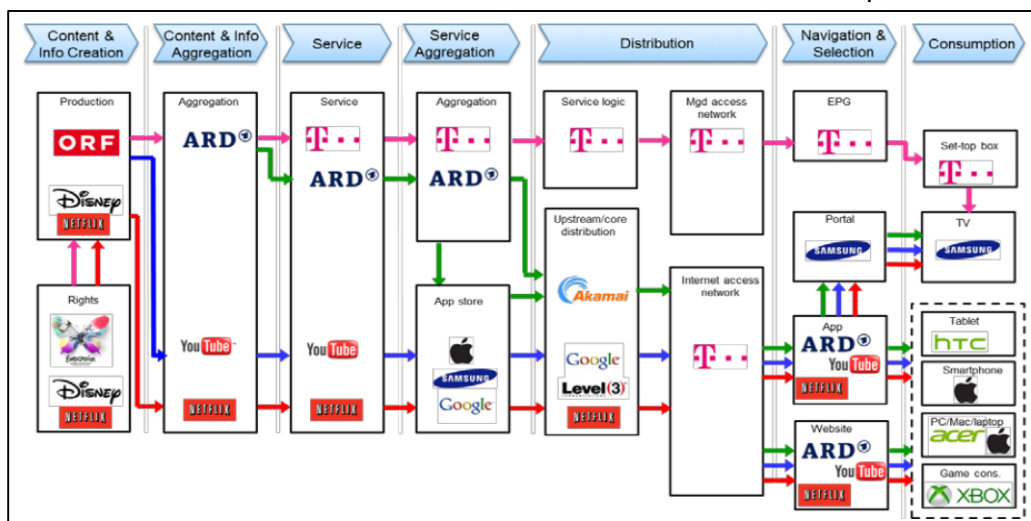 Content &
Info Creation
Content & Info
Aggregation
Service
Service
Aggregation
Distribution
Navigation &
Selection
Consumption
Production
ORF
DISNEY
NETFLIX
Rights
Eurovision
DISNEY
NETFLIX
Aggregation
ARD
YouTube
NETFLIX
Service
T
ARD
YouTube
NETFLIX
Aggregation
T
ARD
App store
SAMSUNG
Google
Service logic
T
Upstream/core
distribution
Akamai
Google
Level(3)
NETFLIX
Mgd access
network
T
Internet access
network
T
EPG
T
Portal
SAMSUNG
App
ARD
YouTube
NETFLIX
Website
ARD
YouTube
NETFLIX
Set-top box
T
TV
SAMSUNG
Tablet
hTC
Smartphone
PC/Mac/laptop
acer
Game cons.
XBOX